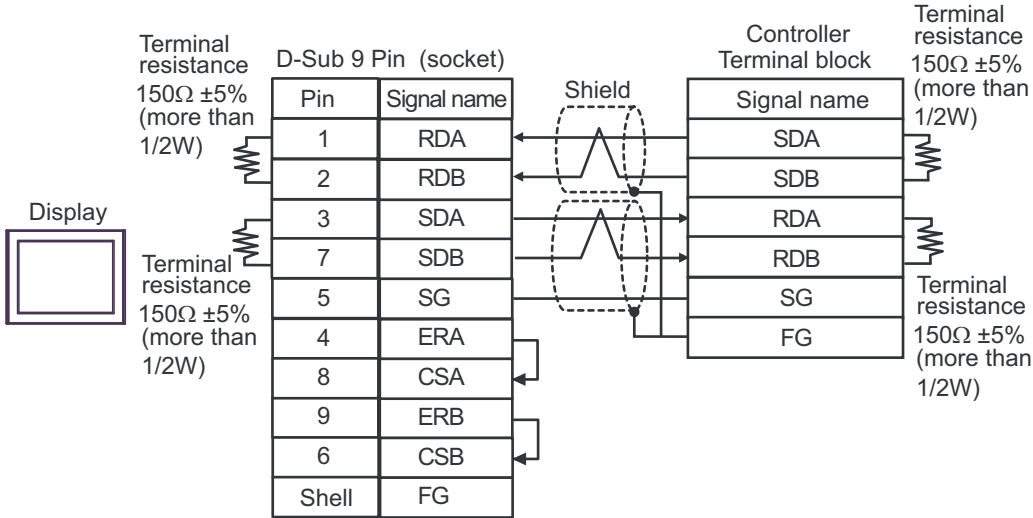 Terminal
resistance
150Ω ±5%
(more than
1/2W)
D-Sub 9 Pin (socket)
Pin Signal name
1 RDA
2 RDB
3 SDA
7 SDB
5 SG
4 ERA
8 CSA
9 ERB
6 CSB
Shell FG
Display
Terminal
resistance
150Ω ±5%
(more than
1/2W)
Shield
Controller
Terminal block
Signal name
SDA
SDB
RDA
RDB
SG
FG
Terminal
resistance
150Ω ±5%
(more than
1/2W)
Terminal
resistance
150Ω ±5%
(more than
1/2W)